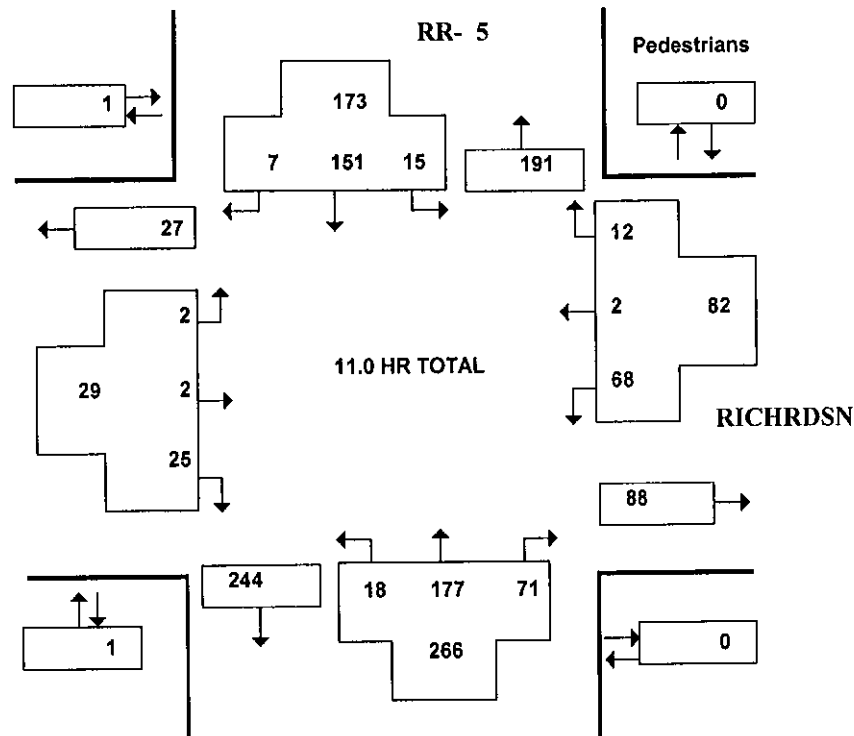 RR- 5
Pedestrians
1
173
0
7 151 15
191
27
12
2
2 82
11.0 HR TOTAL
29 2
68
RICHRDSN
25
88
244
18 177 71
266
1
0